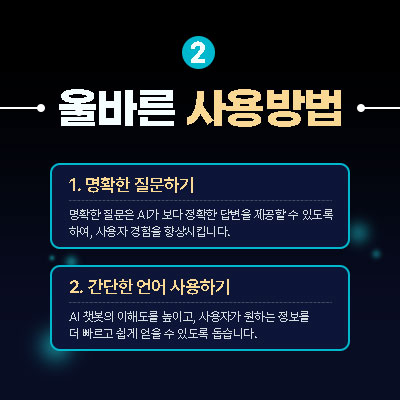 2
올바른 사용방법
1. 명확한 질문하기
명확한 질문은 AI가 보다 정확한 답변을 제공할 수 있도록
하여, 사용자 경험을 향상시킵니다.
2. 간단한 언어 사용하기
AI 챗봇의 이해도를 높이고, 사용자가 원하는 정보를
더 빠르고 쉽게 얻을 수 있도록 돕습니다.